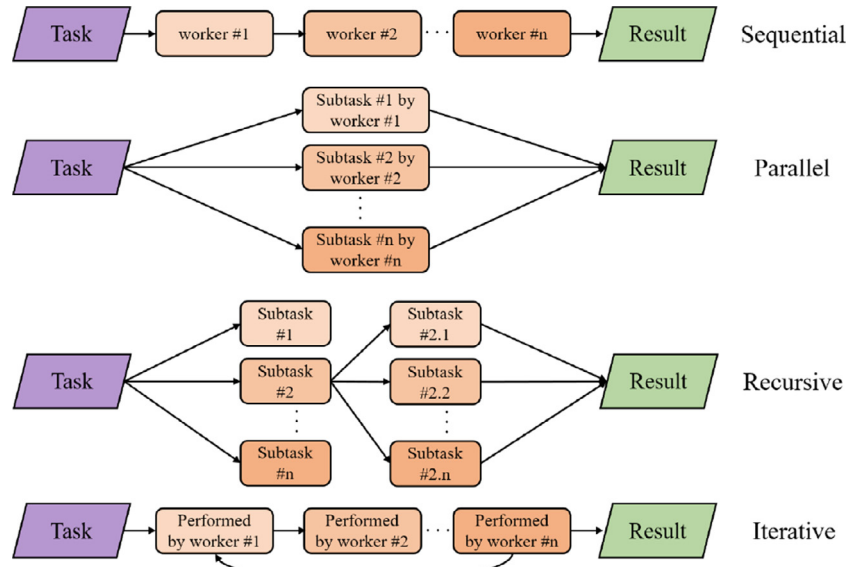 Task
worker #1
worker #2
worker #n
Result
Sequential
Task
Subtask #1 by
worker #1
Subtask #2 by
worker #2
Subtask #n by
worker #n
Result
Parallel
Task
Subtask
#1
Subtask
#2
Subtask
#n
Subtask
#2.1
Subtask
#2.2
Subtask
#2.n
Result
Recursive
Task
Performed
by worker #1
Performed
by worker #2
Performed
by worker #n
Result
Iterative